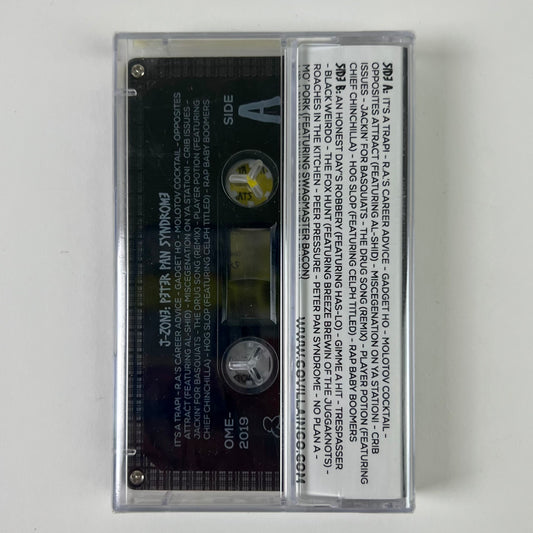 SID3 A: IT'S A TRAP! - R.A.'S CAREER ADVICE - GADGET HO - MOLOTOV COCKTAIL -
OPPOSITES ATTRACT (FEATURING AL-SHID) - MISCEGENATION ON YA STATION! - CRIB
ISSUES - JACKIN' FOR BASQUIATS - THE DRUG SONG (REMIX) - PLAYER POTION (FEATURING
CHIEF CHINCHILLA) - HOG SLOP (FEATURING CELPH TITLED) - RAP BABY BOOMERS
SID3 B: AN HONEST DAY'S ROBBERY (FEATURING HAS-LO) - GIMME A HIT - TRESPASSER
- BLACK WEIRDO - THE FOX HUNT (FEATURING BREEZE BREWIN OF THE JUGGAKNOTS) -
ROACHES IN THE KITCHEN - PEER PRESSURE - PETER PAN SYNDROME - NO PLAN A -
MO' PORK (FEATURING SWAGMASTER BACON)
WWW.GOVILLAINGO.COM
SIDE
A
OME-
2019
J-ZON3: P3T3R PAN SYNDROM3
IT'S A TRAP! - R.A.'S CAREER ADVICE - GADGET HO - MOLOTOV COCKTAIL - OPPOSITES
ATTRACT (FEATURING AL-SHID) - MISCEGENATION ON YA STATION! - CRIB ISSUES
JACKIN' FOR BASQUIATS - THE DRUG SONG (REMIX) - PLAYER POTION (FEATURING
CHIEF CHINCHILLA) - HOG SLOP (FEATURING CELPH TITLED) - RAP BABY BOOMERS